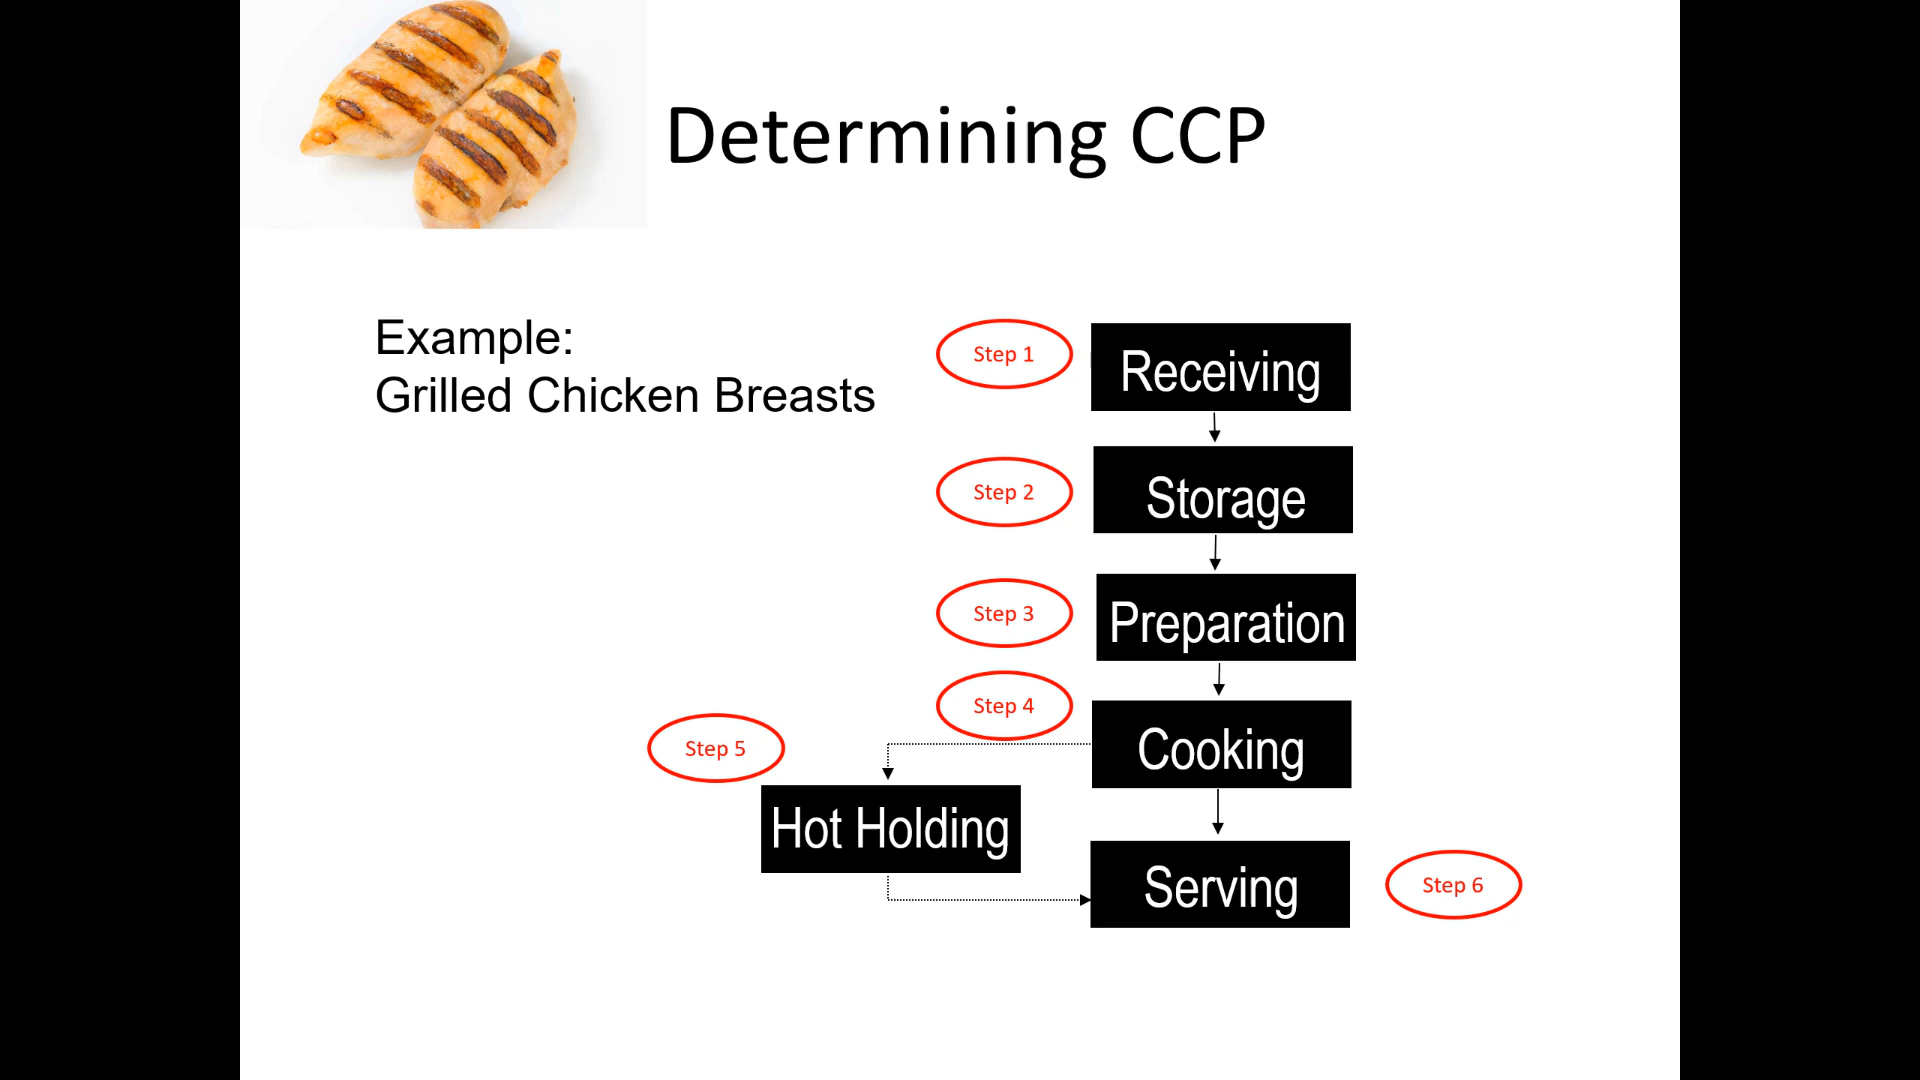 Determining CCP
Example:
Grilled Chicken Breasts
Step 1
Receiving
Step 2
Storage
Step 3
Preparation
Step 4
Cooking
Step 5
Hot Holding
Serving
Step 6